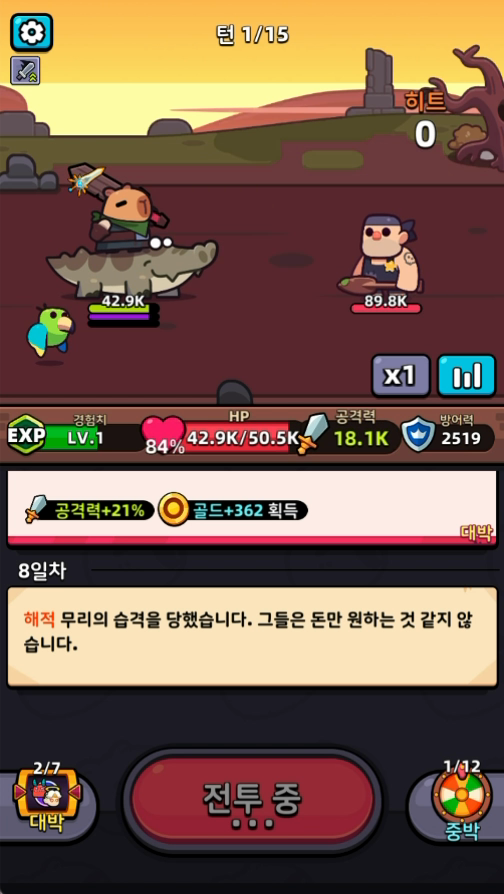 턴 1/15
히트
0
42.9K
89.8K
x1
EXP
경험치
LV.1
84%
HP
42.9K/50.5K
공격력
18.1K
방어력
2519
공격력+21% 골드+362 획득
대박
8일차
해적 무리의 습격을 당했습니다. 그들은 돈만 원하는 것 같지 않
습니다.
2/7
대박
전투 중
...
1/12
중박